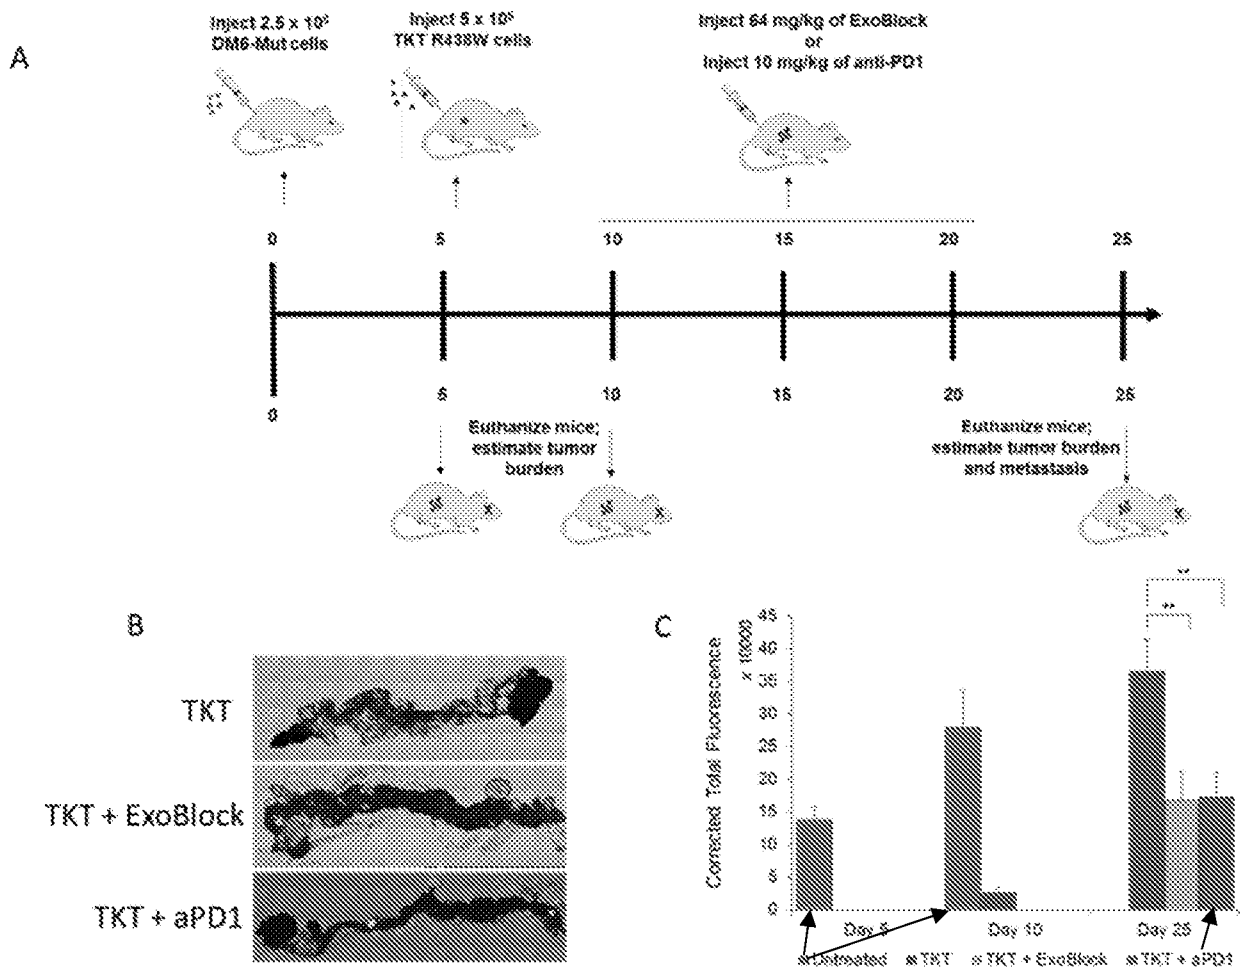 A
Inject 2.5 x 10⁶
DM6-Mut cells
Inject 5 x 10⁵
TKT R438W cells
Inject 64 mg/kg of ExoBlock
or
Inject 10 mg/kg of anti-PD1
0 5 10 15 20 25
0 5 10 15 20 25
Euthanize mice;
estimate tumor
burden
Euthanize mice;
estimate tumor burden
and metastasis
B
TKT
TKT + ExoBlock
TKT + aPD1
C
Corrected Total Fluorescence
x 10000
45
40
35
30
25
20
15
10
5
0
**
**
Day 5 Day 10 Day 25
Untreated TKT TKT + ExoBlock TKT + aPD1